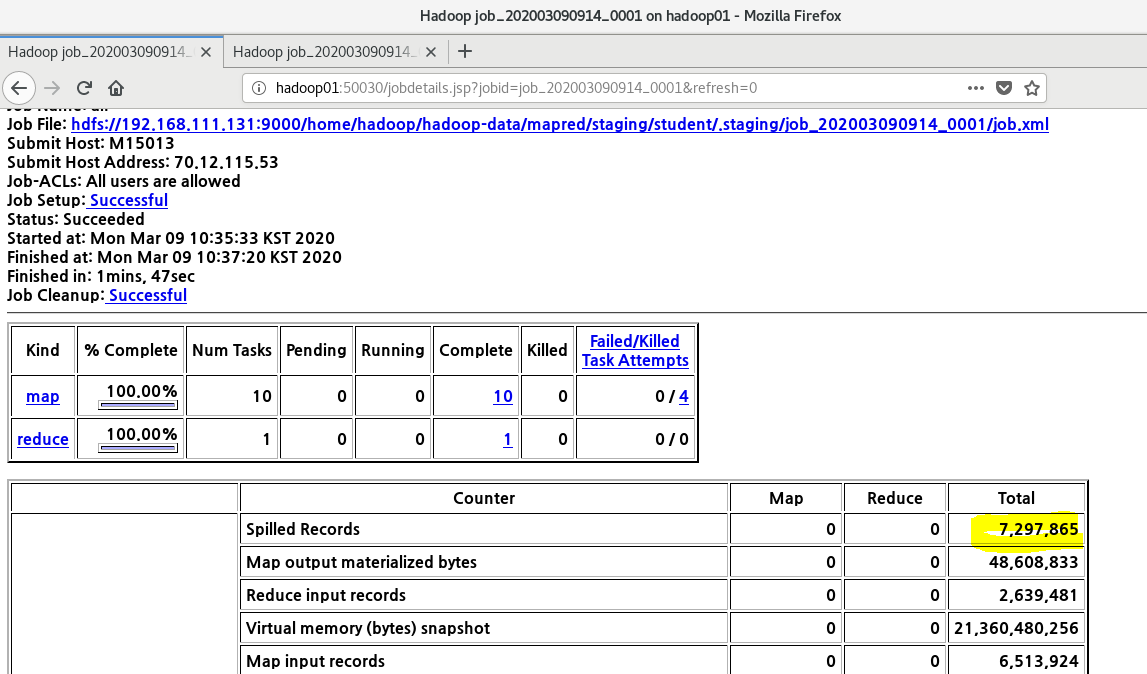 Hadoop job_202003090914_0001 on hadoop01 - Mozilla Firefox
Hadoop job_202003090914_ × Hadoop job_202003090914_ × +
hadoop01:50030/jobdetails.jsp?jobid=job_202003090914_0001&refresh=0
Job File: hdfs://192.168.111.131:9000/home/hadoop/hadoop-data/mapred/staging/student/.staging/job_202003090914_0001/job.xml
Submit Host: M15013
Submit Host Address: 70.12.115.53
Job-ACLs: All users are allowed
Job Setup: Successful
Status: Succeeded
Started at: Mon Mar 09 10:35:33 KST 2020
Finished at: Mon Mar 09 10:37:20 KST 2020
Finished in: 1mins, 47sec
Job Cleanup: Successful
Kind % Complete Num Tasks Pending Running Complete Killed Failed/Killed
Task Attempts
map 100.00% 10 0 0 10 0 0 / 4
reduce 100.00% 1 0 0 1 0 0 / 0
Counter Map Reduce Total
Spilled Records 0 0 7,297,865
Map output materialized bytes 0 0 48,608,833
Reduce input records 0 0 2,639,481
Virtual memory (bytes) snapshot 0 0 21,360,480,256
Map input records 0 0 6,513,924